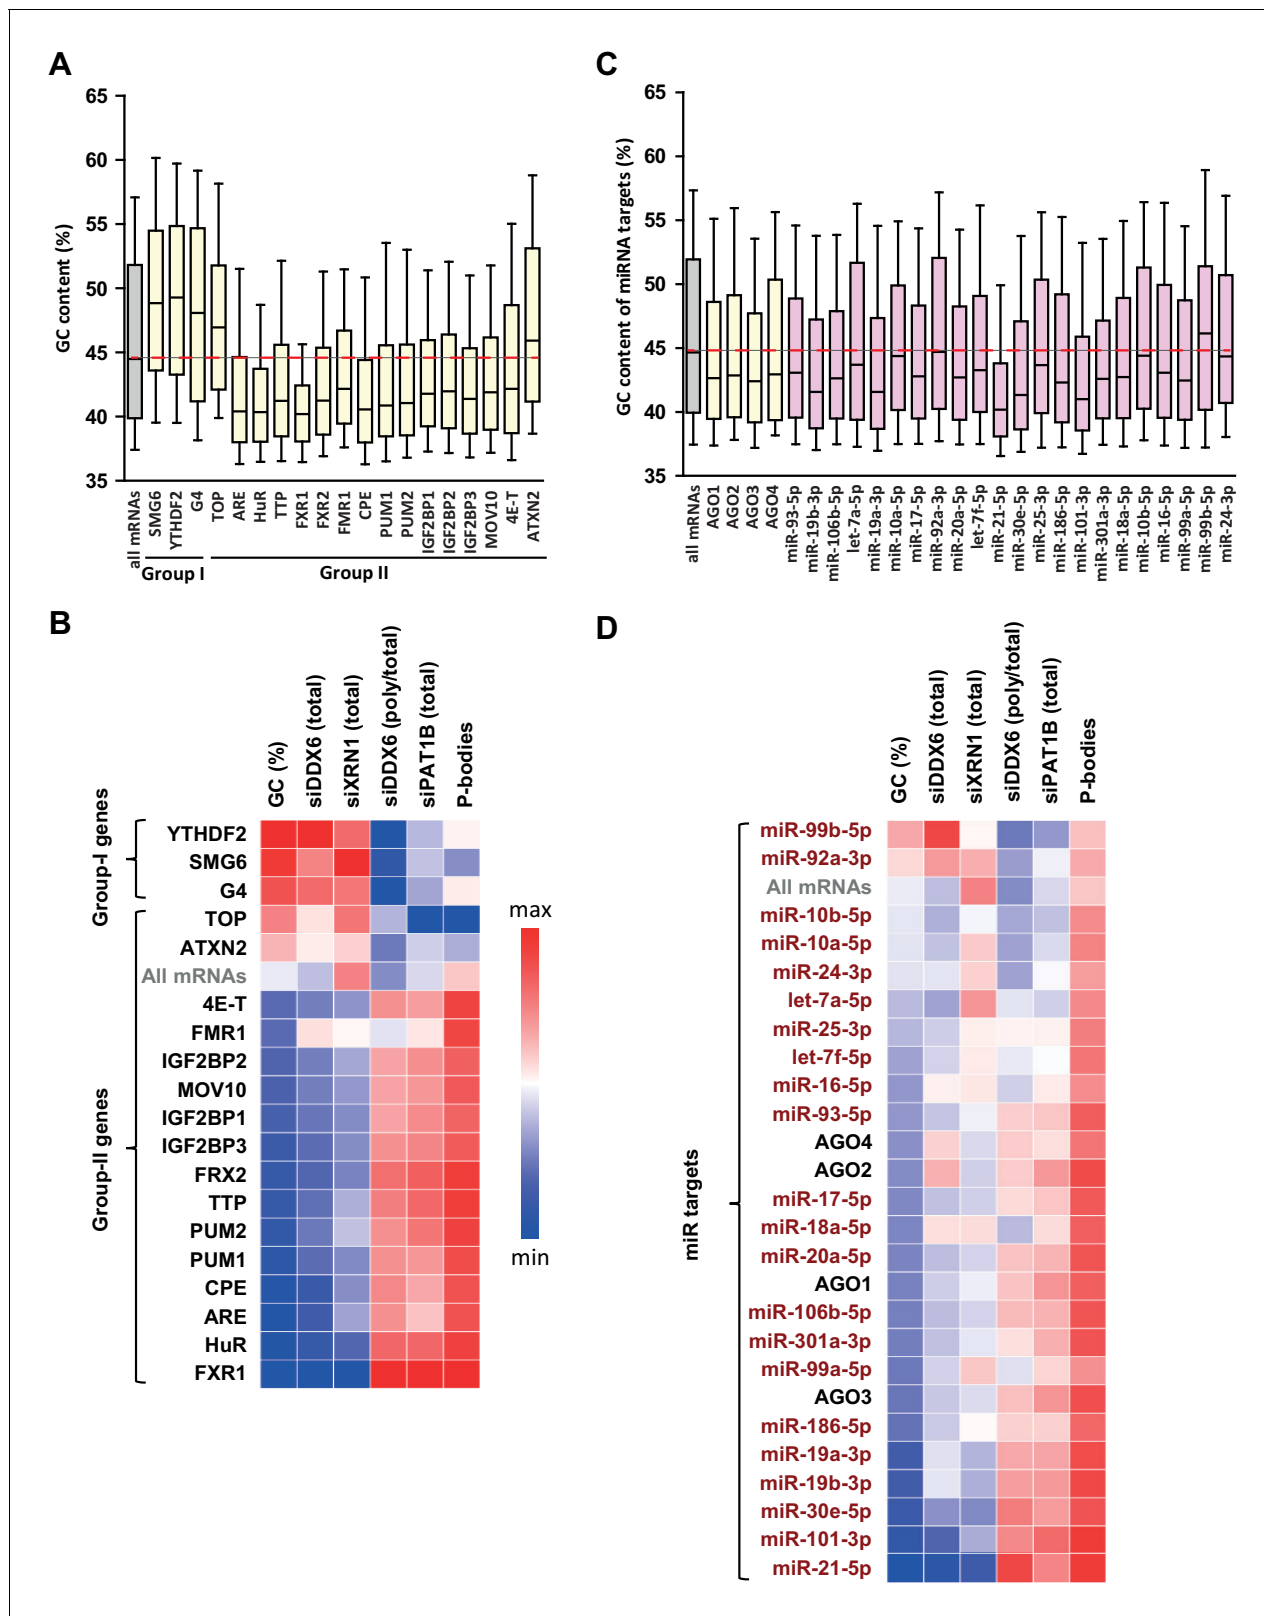 A
65
60
55
50
45
40
35
GC content (%)
all mRNAs
SMG6
YTHDF2
G4
TOP
ARE
HuR
TTP
FXR1
FXR2
FMR1
CPE
PUM1
PUM2
IGF2BP1
IGF2BP2
IGF2BP3
MOV10
4E-T
ATXN2
Group I
Group II
C
65
60
55
50
45
40
35
GC content of miRNA targets (%)
all mRNAs
AGO1
AGO2
AGO3
AGO4
miR-93-5p
miR-19b-3p
miR-106b-5p
let-7a-5p
miR-19a-3p
miR-10a-5p
miR-17-5p
miR-92a-3p
miR-20a-5p
let-7f-5p
miR-21-5p
miR-30e-5p
miR-25-3p
miR-186-5p
miR-101-3p
miR-301a-3p
miR-18a-5p
miR-10b-5p
miR-16-5p
miR-99a-5p
miR-99b-5p
miR-24-3p
B
GC (%)
siDDX6 (total)
siXRN1 (total)
siDDX6 (poly/total)
siPAT1B (total)
P-bodies
Group-I genes
YTHDF2
SMG6
G4
Group-II genes
TOP
ATXN2
All mRNAs
4E-T
FMR1
IGF2BP2
MOV10
IGF2BP1
IGF2BP3
FRX2
TTP
PUM2
PUM1
CPE
ARE
HuR
FXR1
max
min
D
GC (%)
siDDX6 (total)
siXRN1 (total)
siDDX6 (poly/total)
siPAT1B (total)
P-bodies
miR targets
miR-99b-5p
miR-92a-3p
All mRNAs
miR-10b-5p
miR-10a-5p
miR-24-3p
let-7a-5p
miR-25-3p
let-7f-5p
miR-16-5p
miR-93-5p
AGO4
AGO2
miR-17-5p
miR-18a-5p
miR-20a-5p
AGO1
miR-106b-5p
miR-301a-3p
miR-99a-5p
AGO3
miR-186-5p
miR-19a-3p
miR-19b-3p
miR-30e-5p
miR-101-3p
miR-21-5p